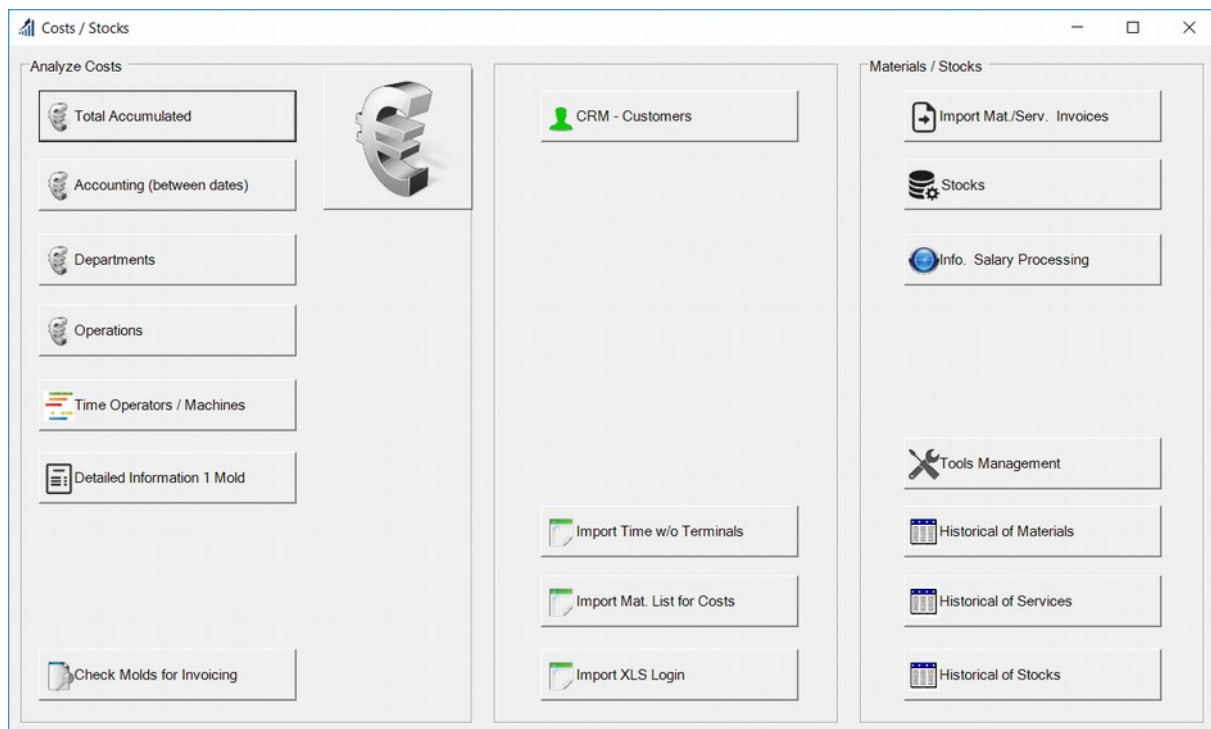 Costs / Stocks
Analyze Costs
Total Accumulated
Accounting (between dates)
Departments
Operations
Time Operators / Machines
Detailed Information 1 Mold
Check Molds for Invoicing
CRM - Customers
Import Time w/o Terminals
Import Mat. List for Costs
Import XLS Login
Materials / Stocks
Import Mat./Serv. Invoices
Stocks
Info. Salary Processing
Tools Management
Historical of Materials
Historical of Services
Historical of Stocks